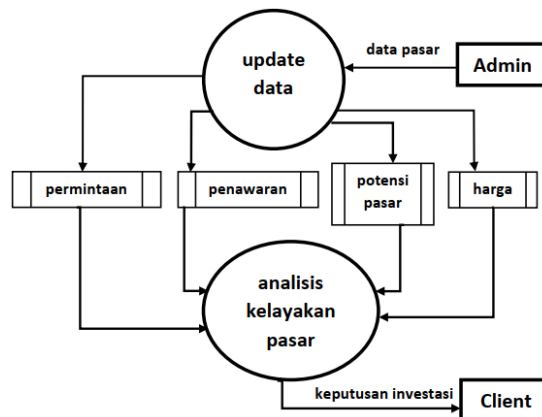 update
data
data pasar
Admin
permintaan
penawaran
potensi
pasar
harga
analisis
kelayakan
pasar
keputusan investasi
Client